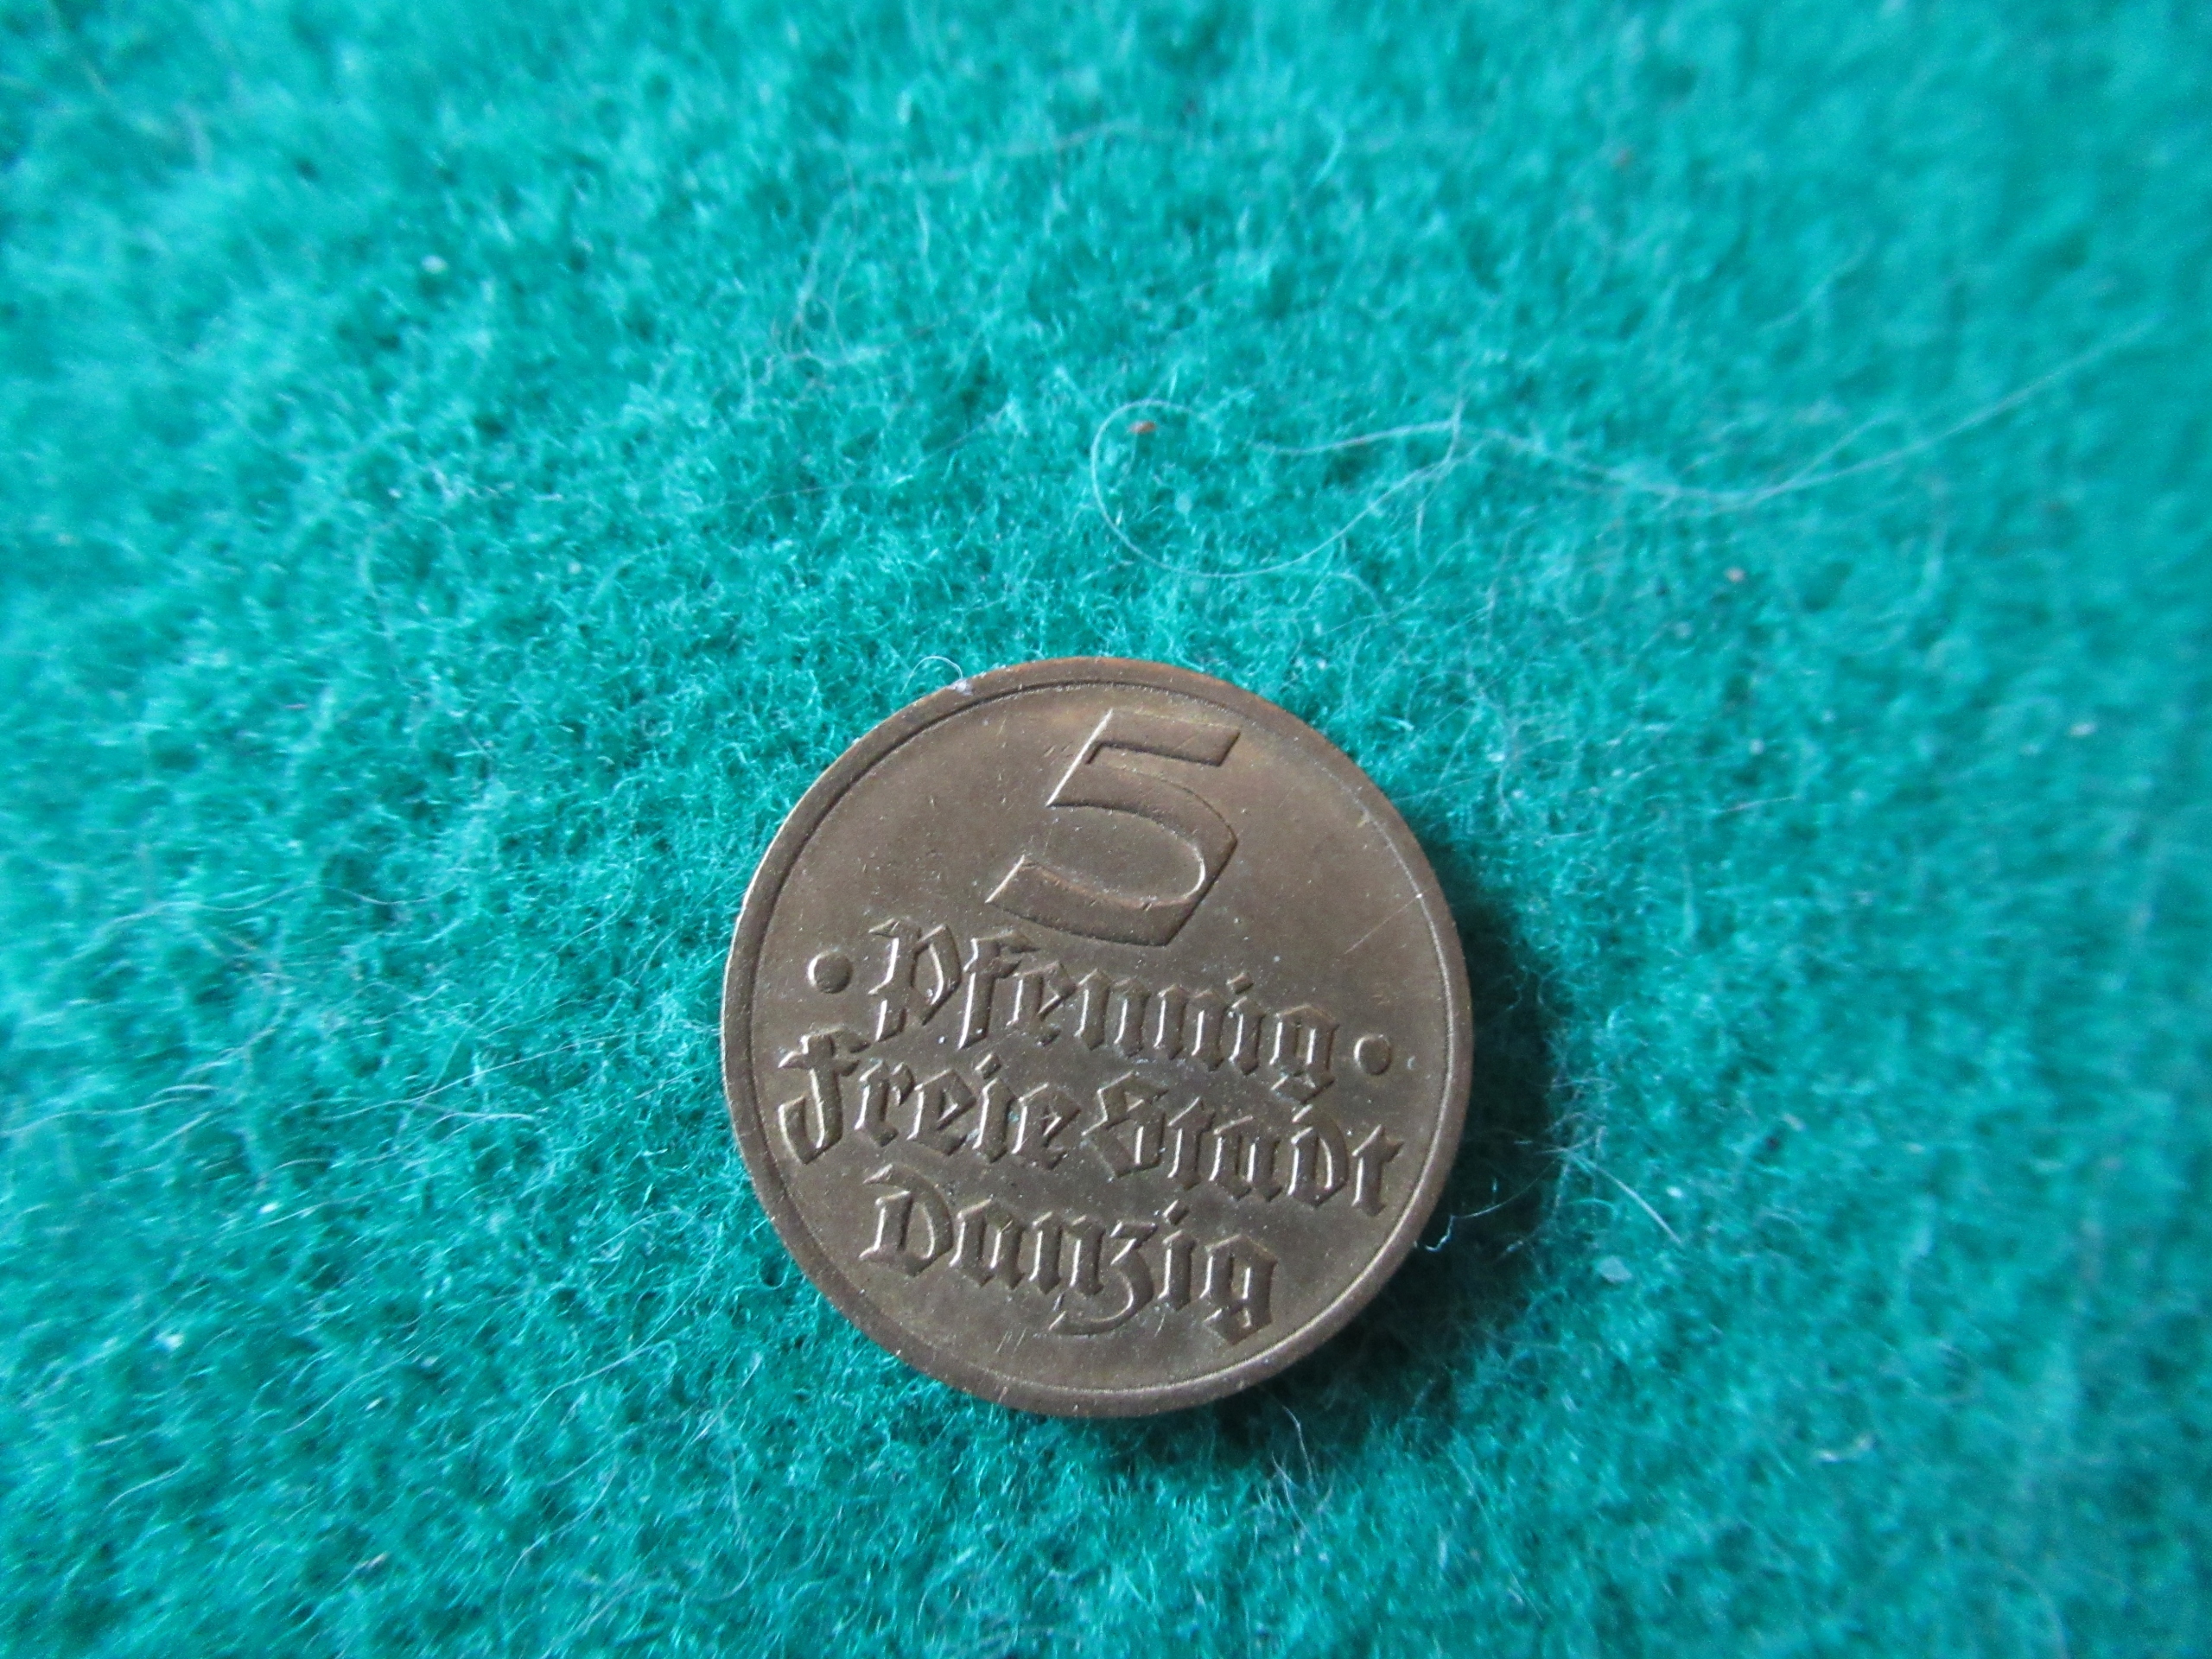 5
• Pfennig •
Freie Stadt
Danzig